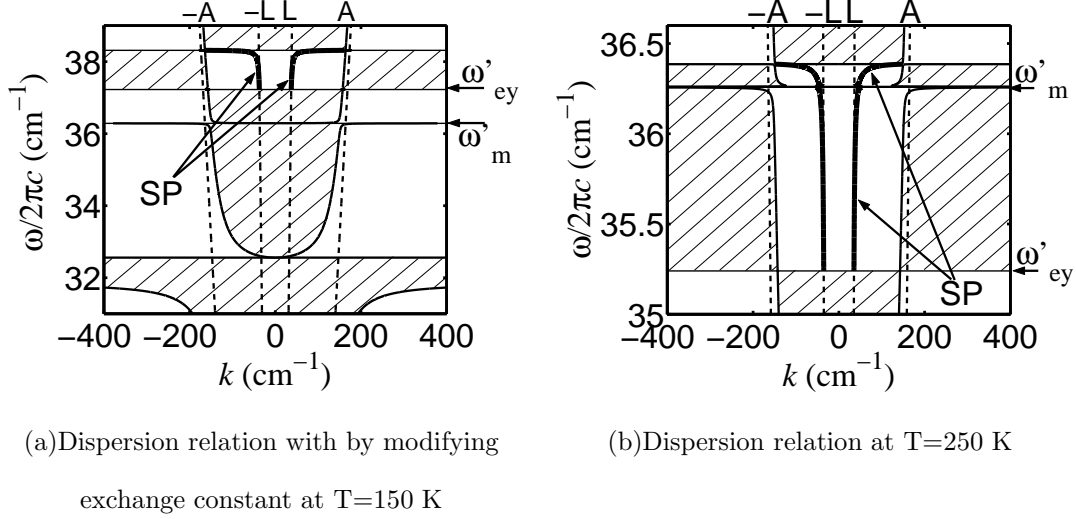 −A −L L A
38
36
34
32
ω/2πc (cm−1)
ω'ey
ω'm
SP
−400 −200 0 200 400
k (cm−1)
(a)Dispersion relation with by modifying
exchange constant at T=150 K
−A −L L A
36.5
36
35.5
35
ω/2πc (cm−1)
ω'm
ω'ey
SP
−400 −200 0 200 400
k (cm−1)
(b)Dispersion relation at T=250 K